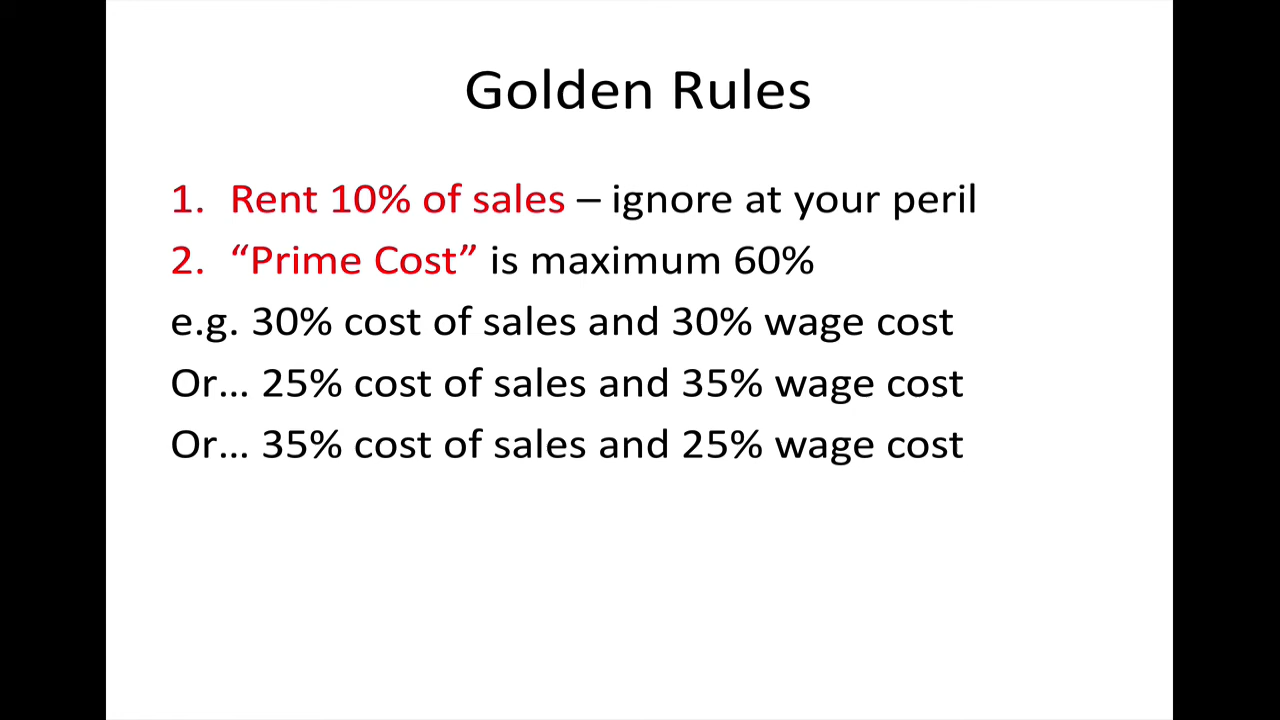 Golden Rules
1. Rent 10% of sales – ignore at your peril
2. “Prime Cost” is maximum 60%
e.g. 30% cost of sales and 30% wage cost
Or... 25% cost of sales and 35% wage cost
Or... 35% cost of sales and 25% wage cost